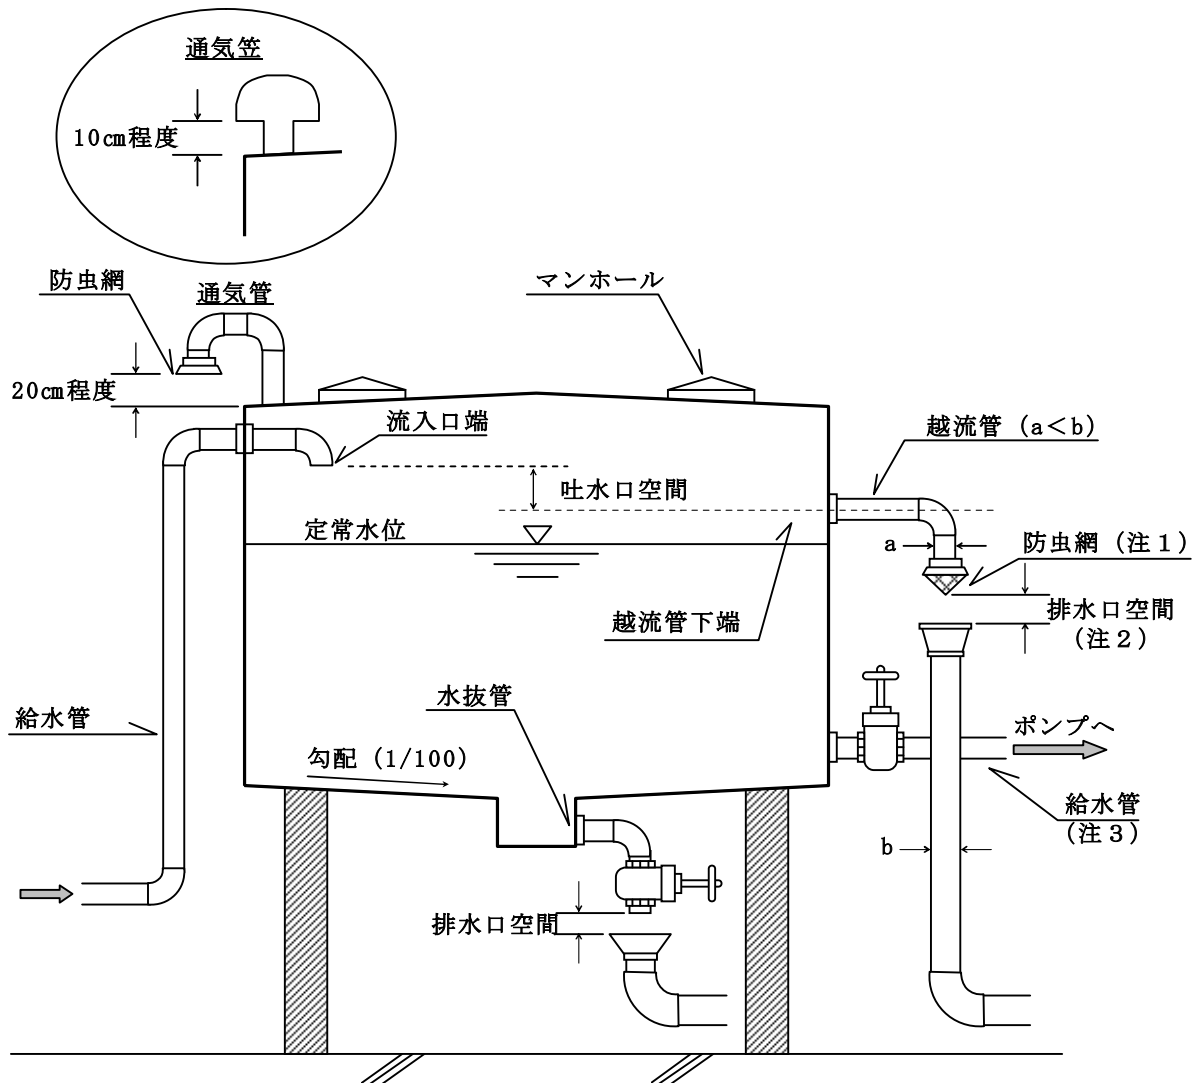 通気笠
10cm程度
防虫網
通気管
マンホール
20cm程度
流入口端
越流管（a＜b）
吐水口空間
定常水位
a
防虫網（注１）
排水口空間
（注２）
越流管下端
水抜管
給水管
ポンプへ
勾配（1/100）
給水管
（注３）
b
排水口空間